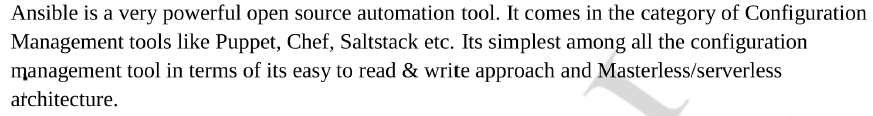 Ansible is a very powerful open source automation tool. It comes in the category of Configuration
Management tools like Puppet, Chef, Saltstack etc. Its simplest among all the configuration
management tool in terms of its easy to read & write approach and Masterless/serverless
architecture.